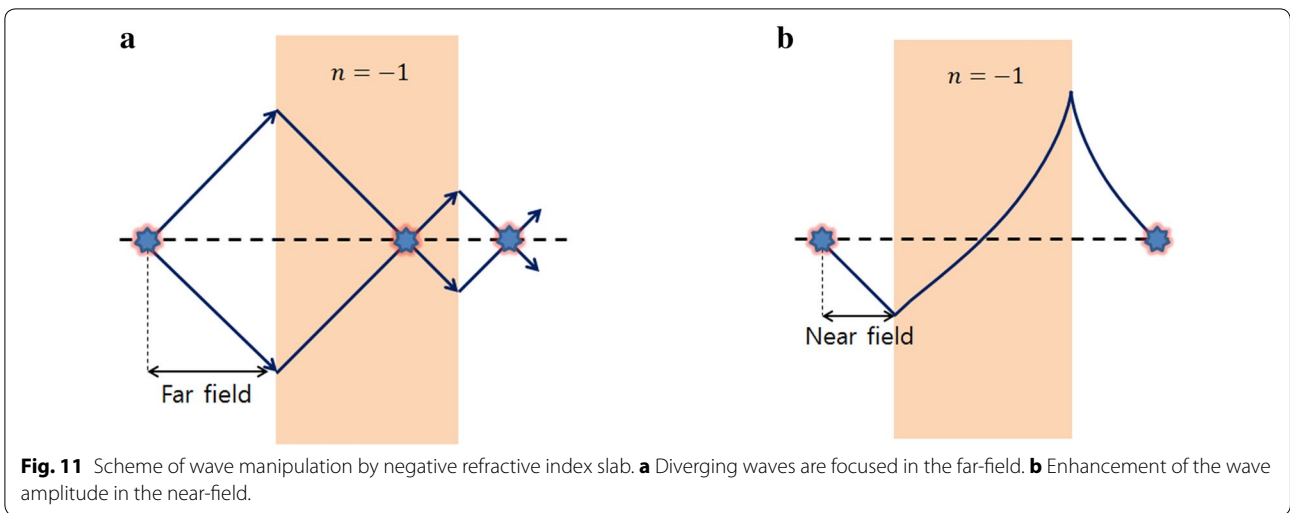 a
n = −1
Far field
b
n = −1
Near field
Fig. 11 Scheme of wave manipulation by negative refractive index slab. a Diverging waves are focused in the far-field. b Enhancement of the wave
amplitude in the near-field.